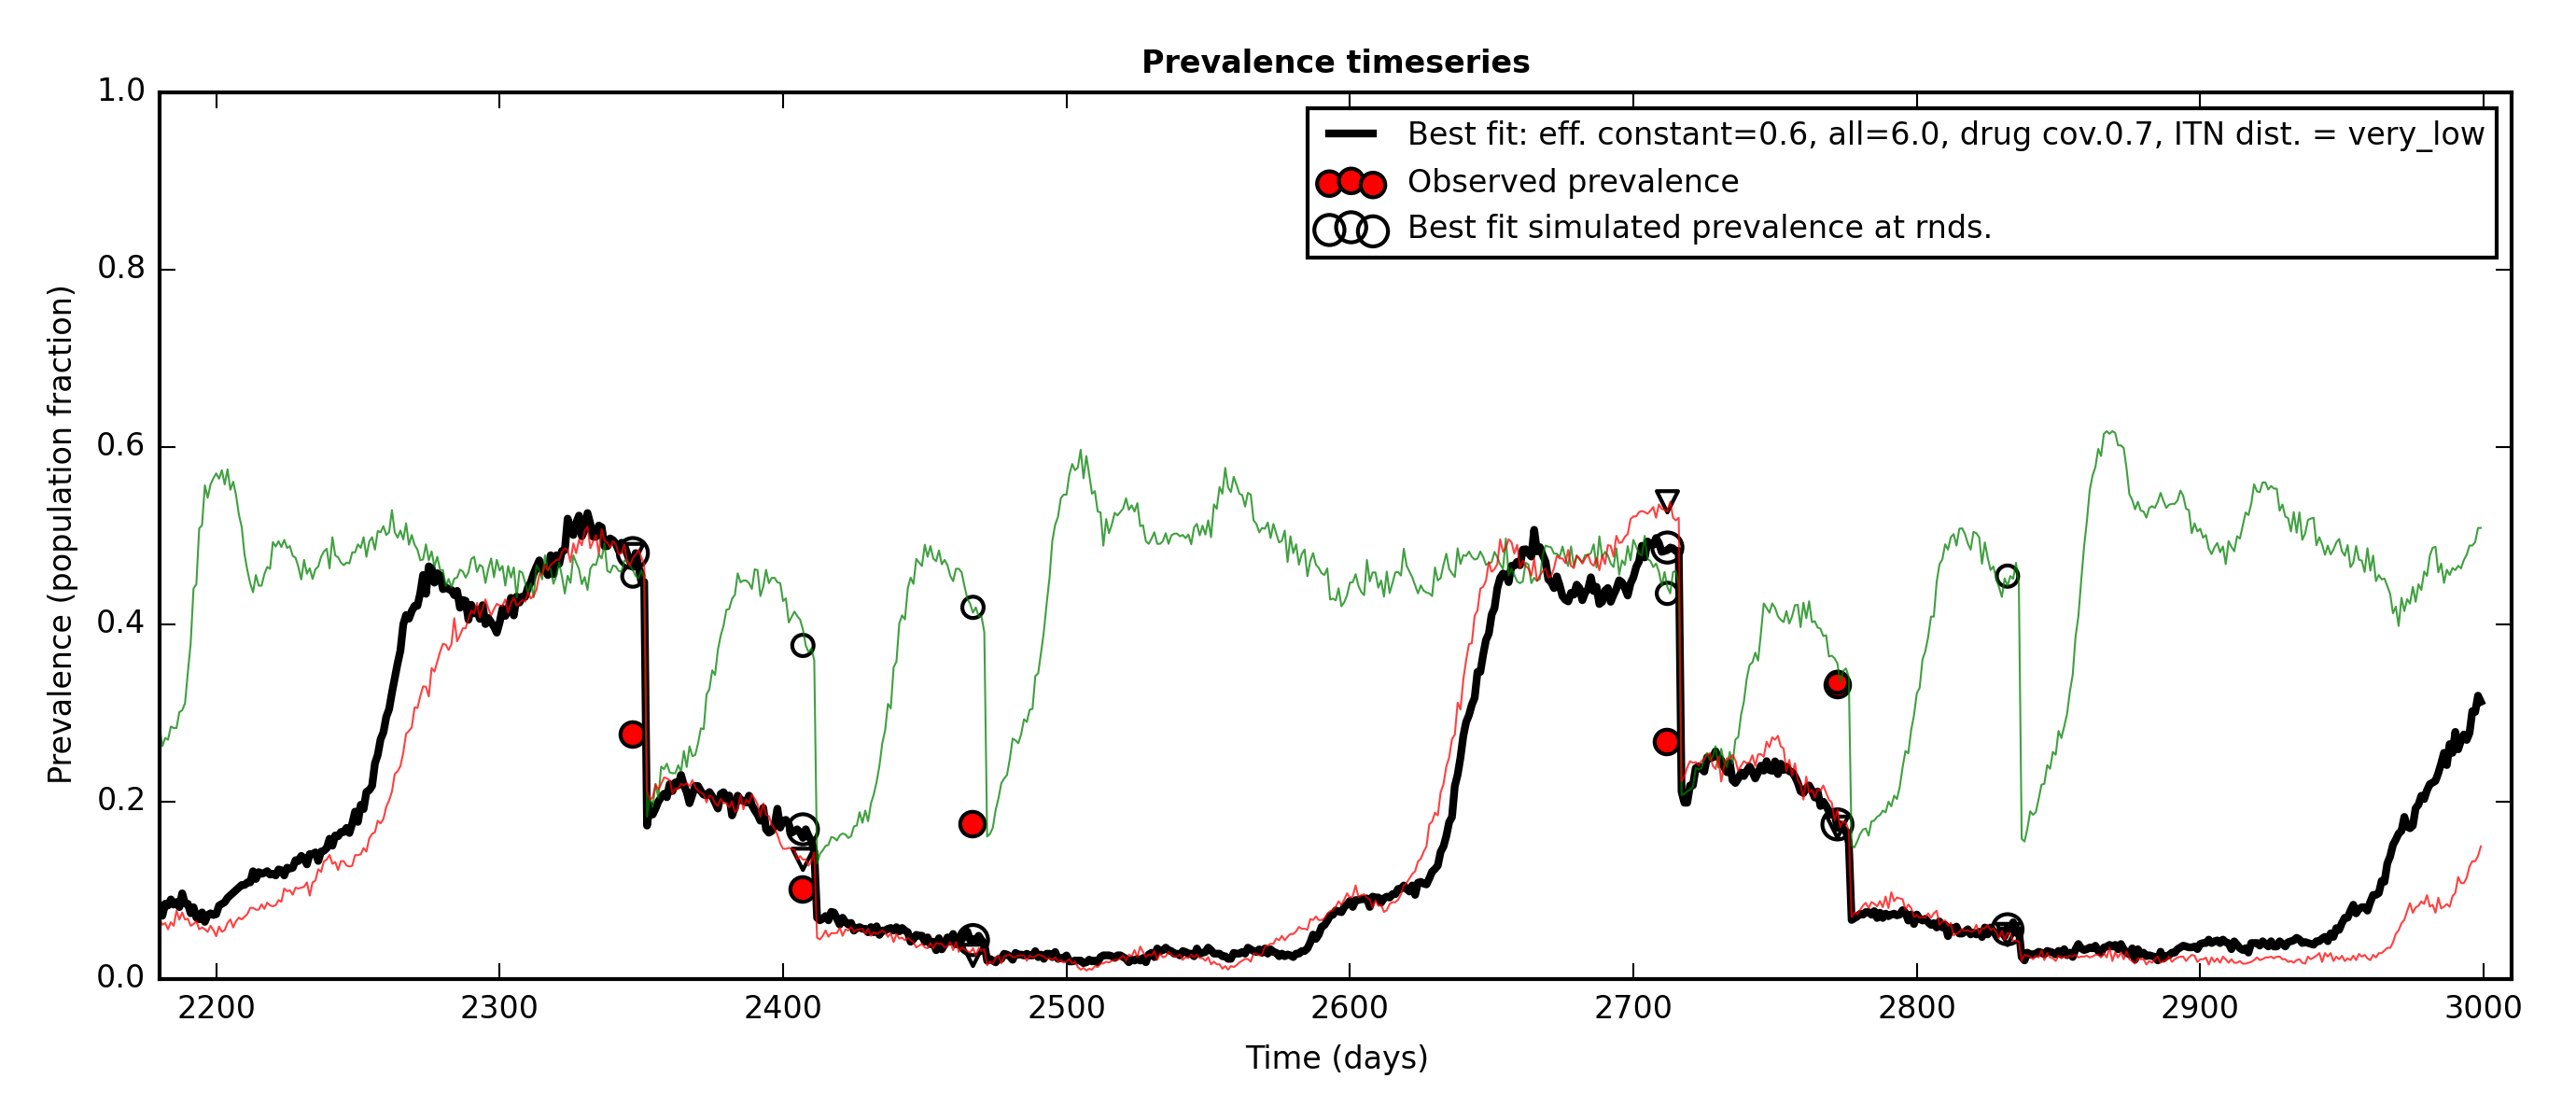 Prevalence timeseries
1.0
0.8
0.6
0.4
0.2
0.0
Prevalence (population fraction)
Best fit: eff. constant=0.6, all=6.0, drug cov.0.7, ITN dist. = very_low
Observed prevalence
Best fit simulated prevalence at rnds.
2200 2300 2400 2500 2600 2700 2800 2900 3000
Time (days)